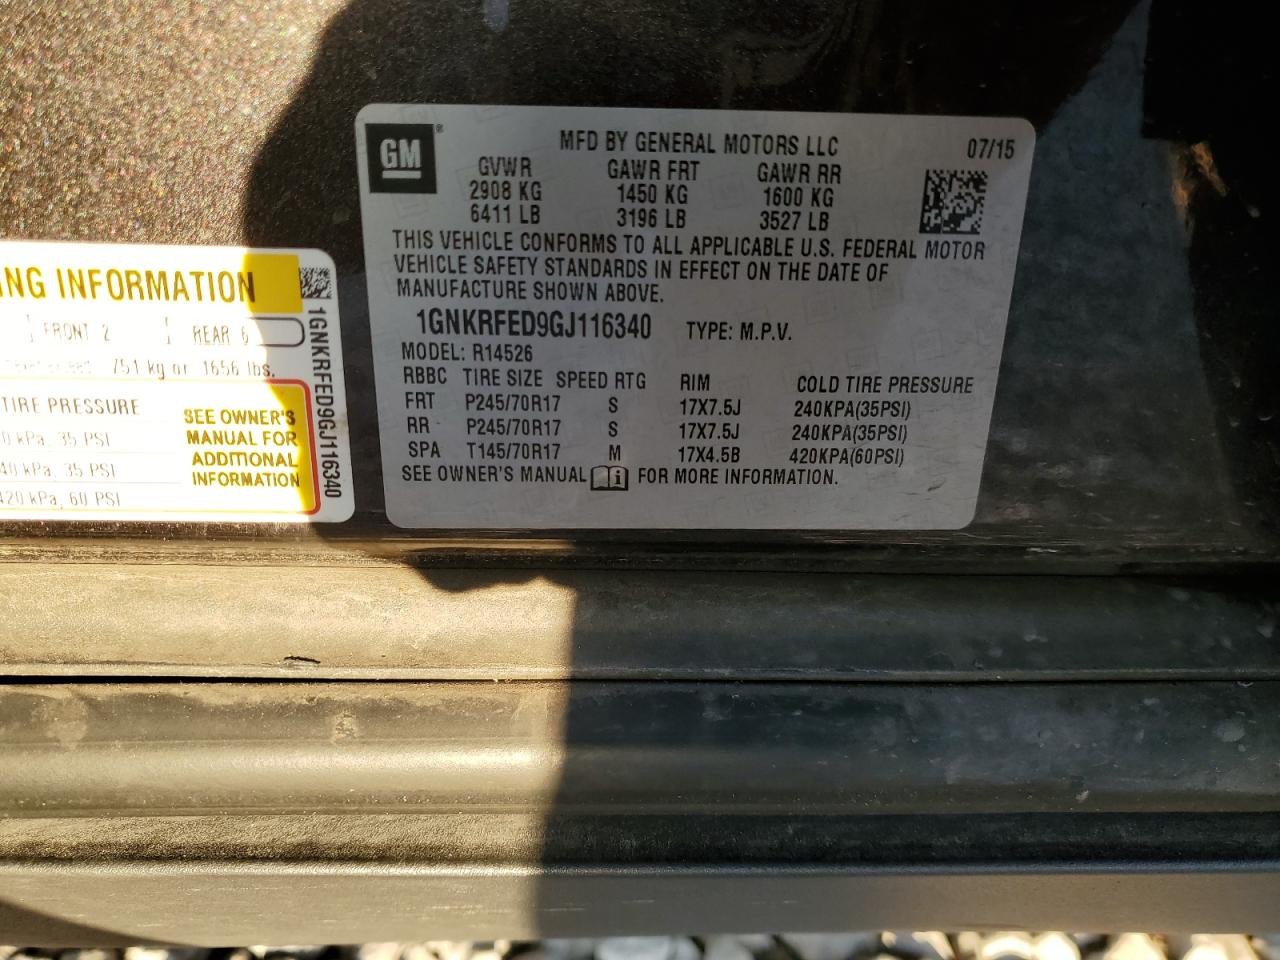 GM ®
MFD BY GENERAL MOTORS LLC 07/15
GVWR GAWR FRT GAWR RR
2908 KG 1450 KG 1600 KG
6411 LB 3196 LB 3527 LB
THIS VEHICLE CONFORMS TO ALL APPLICABLE U.S. FEDERAL MOTOR
VEHICLE SAFETY STANDARDS IN EFFECT ON THE DATE OF
MANUFACTURE SHOWN ABOVE.
1GNKRFED9GJ116340 TYPE: M.P.V.
MODEL: R14526
RBBC TIRE SIZE SPEED RTG RIM COLD TIRE PRESSURE
FRT P245/70R17 S 17X7.5J 240KPA(35PSI)
RR P245/70R17 S 17X7.5J 240KPA(35PSI)
SPA T145/70R17 M 17X4.5B 420KPA(60PSI)
SEE OWNER'S MANUAL FOR MORE INFORMATION.
NG INFORMATION
FRONT 2 REAR 6
751 kg or 1656 lbs.
TIRE PRESSURE
0 kPa, 35 PSI
40 kPa, 35 PSI
420 kPa, 60 PSI
SEE OWNER'S
MANUAL FOR
ADDITIONAL
INFORMATION
1GNKRFED9GJ116340